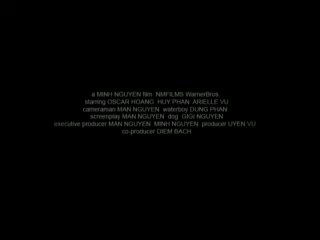 a MINH NGUYEN film NMFILMS WarnerBros.
starring OSCAR HOANG HUY PHAN ARIELLE VU
cameraman MAN NGUYEN waterboy DUNG PHAN
screenplay MAN NGUYEN dog GIGI NGUYEN
executive producer MAN NGUYEN MINH NGUYEN producer UYEN VU
co-producer DIEM BACH